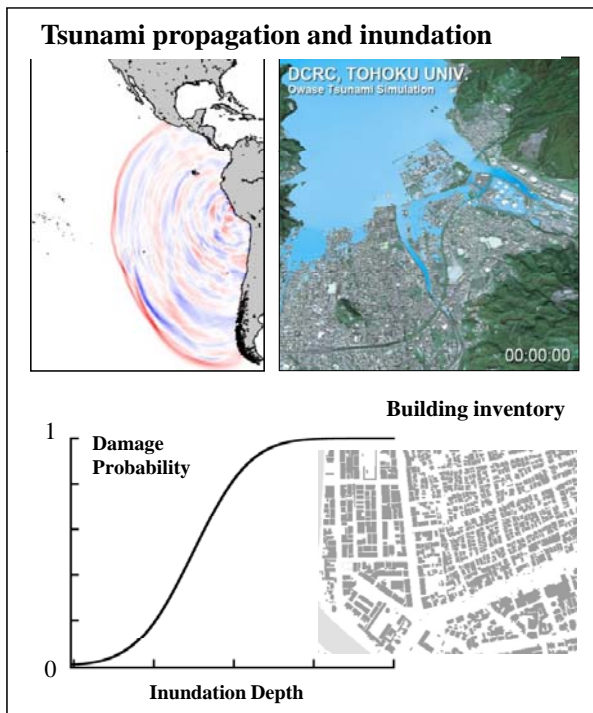 Tsunami propagation and inundation
DCRC, TOHOKU UNIV.
Owase Tsunami Simulation
00:00:00
Building inventory
1
Damage
Probability
0
Inundation Depth